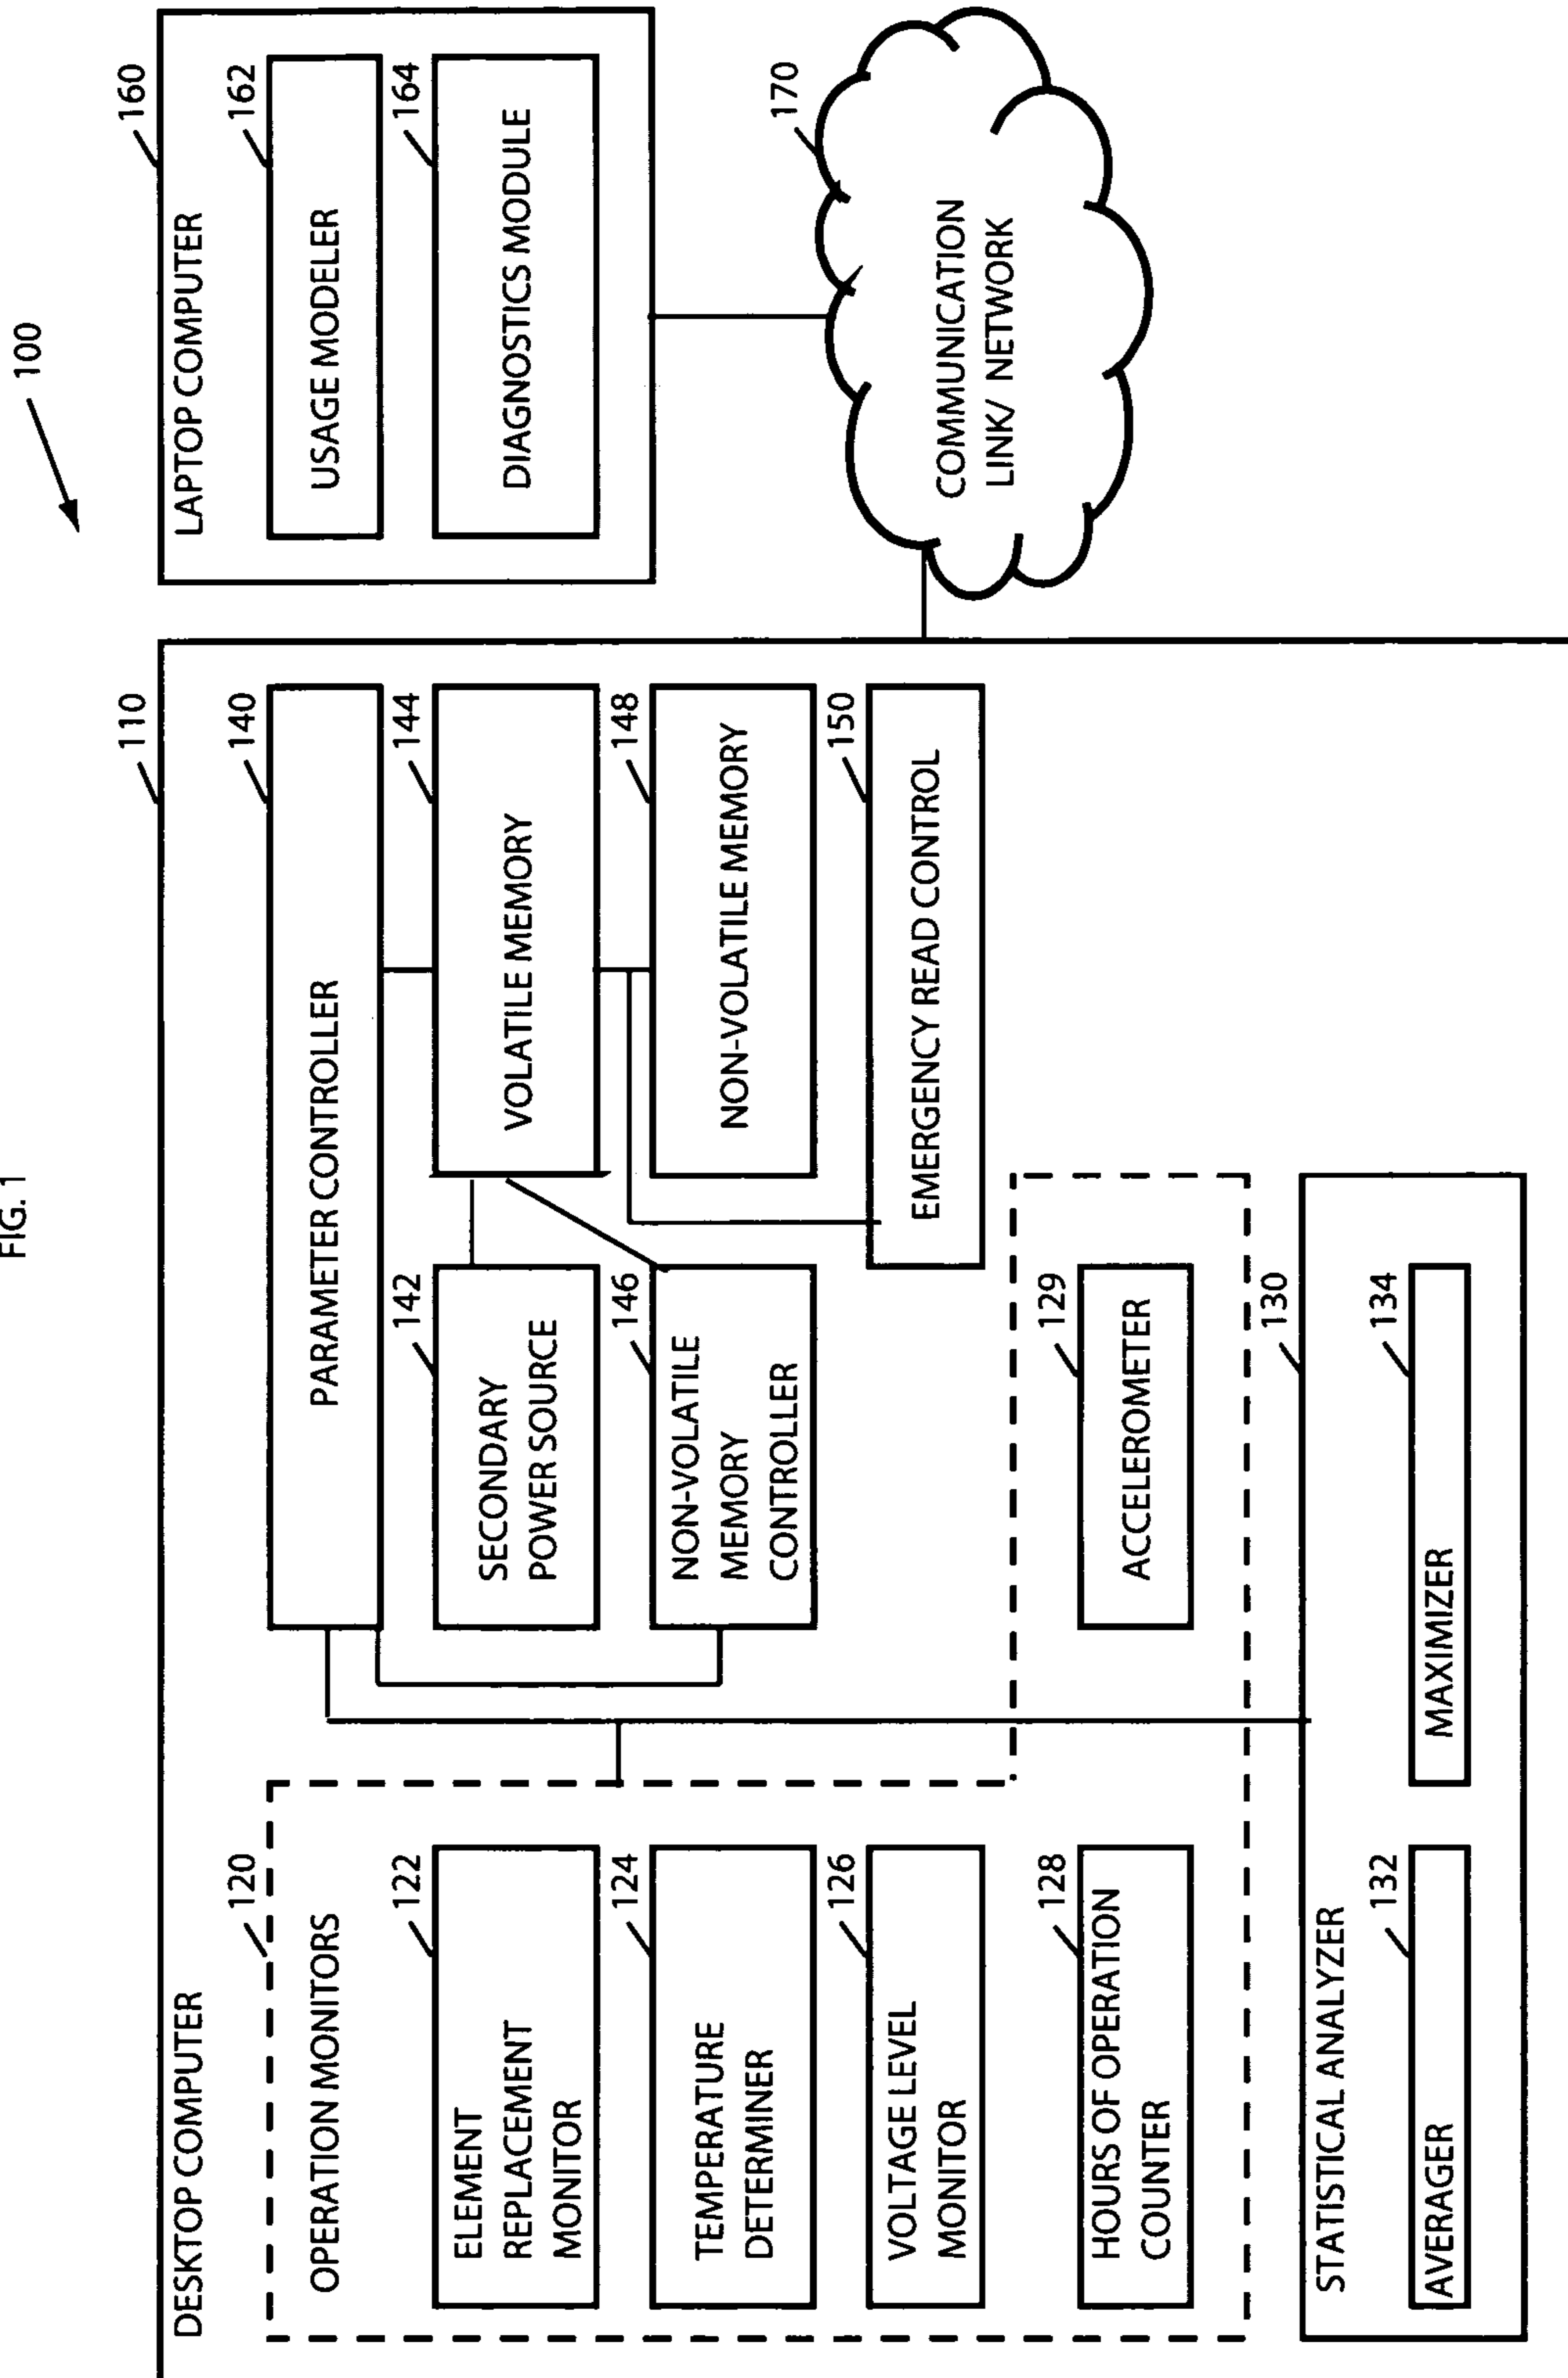 FIG. 1
100
DESKTOP COMPUTER
110
OPERATION MONITORS
120
ELEMENT
REPLACEMENT
MONITOR
122
TEMPERATURE
DETERMINER
124
VOLTAGE LEVEL
MONITOR
126
HOURS OF OPERATION
COUNTER
128
ACCELEROMETER
129
STATISTICAL ANALYZER
130
AVERAGER
132
MAXIMIZER
134
PARAMETER CONTROLLER
140
SECONDARY
POWER SOURCE
142
VOLATILE MEMORY
144
NON-VOLATILE
MEMORY
CONTROLLER
146
NON-VOLATILE MEMORY
148
EMERGENCY READ CONTROL
150
LAPTOP COMPUTER
160
USAGE MODELER
162
DIAGNOSTICS MODULE
164
COMMUNICATION
LINK/ NETWORK
170